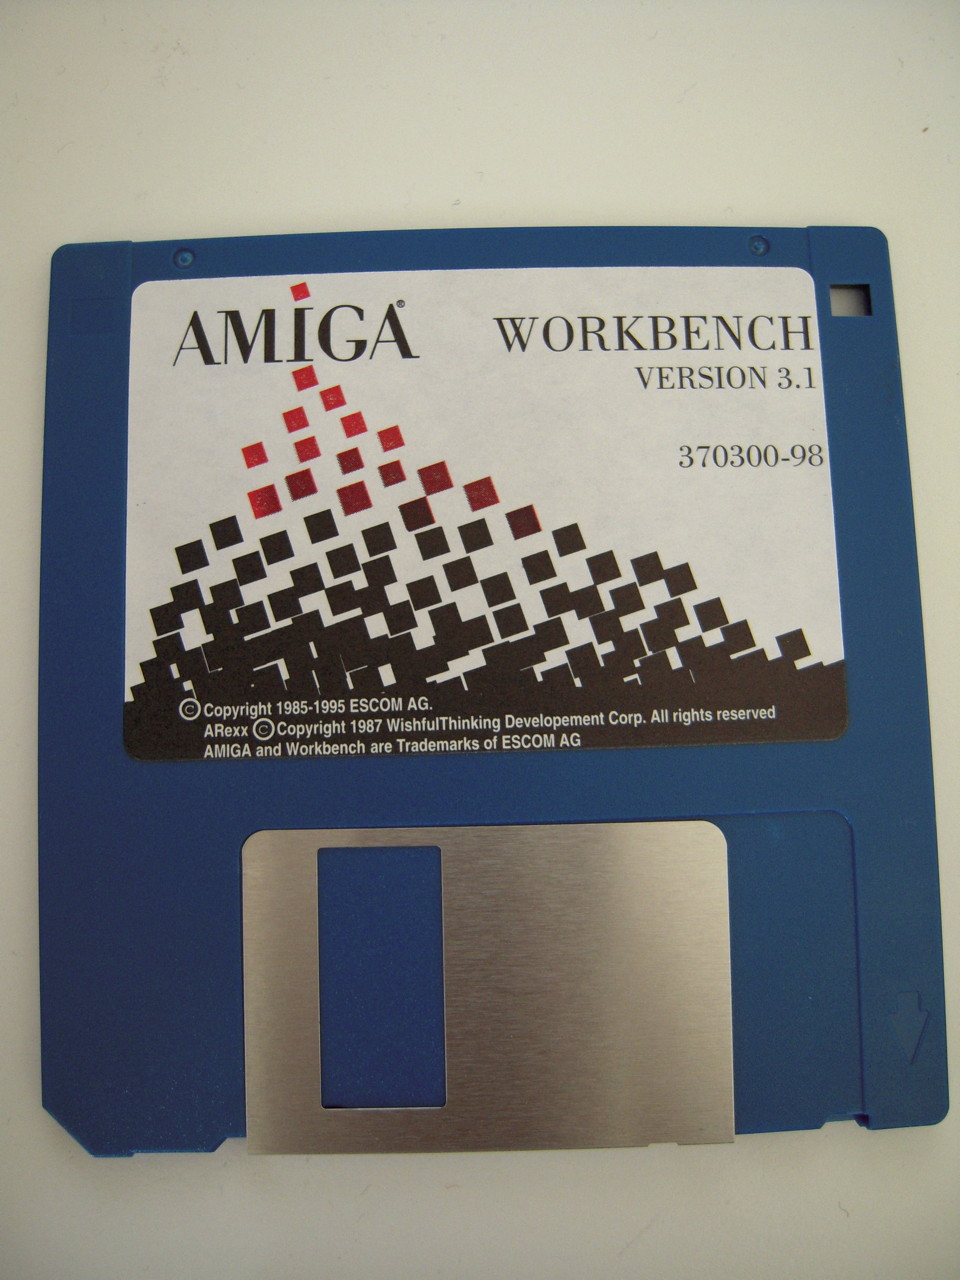 AMIGA®
WORKBENCH
VERSION 3.1
370300-98
© Copyright 1985-1995 ESCOM AG.
ARexx © Copyright 1987 WishfulThinking Developement Corp. All rights reserved
AMIGA and Workbench are Trademarks of ESCOM AG